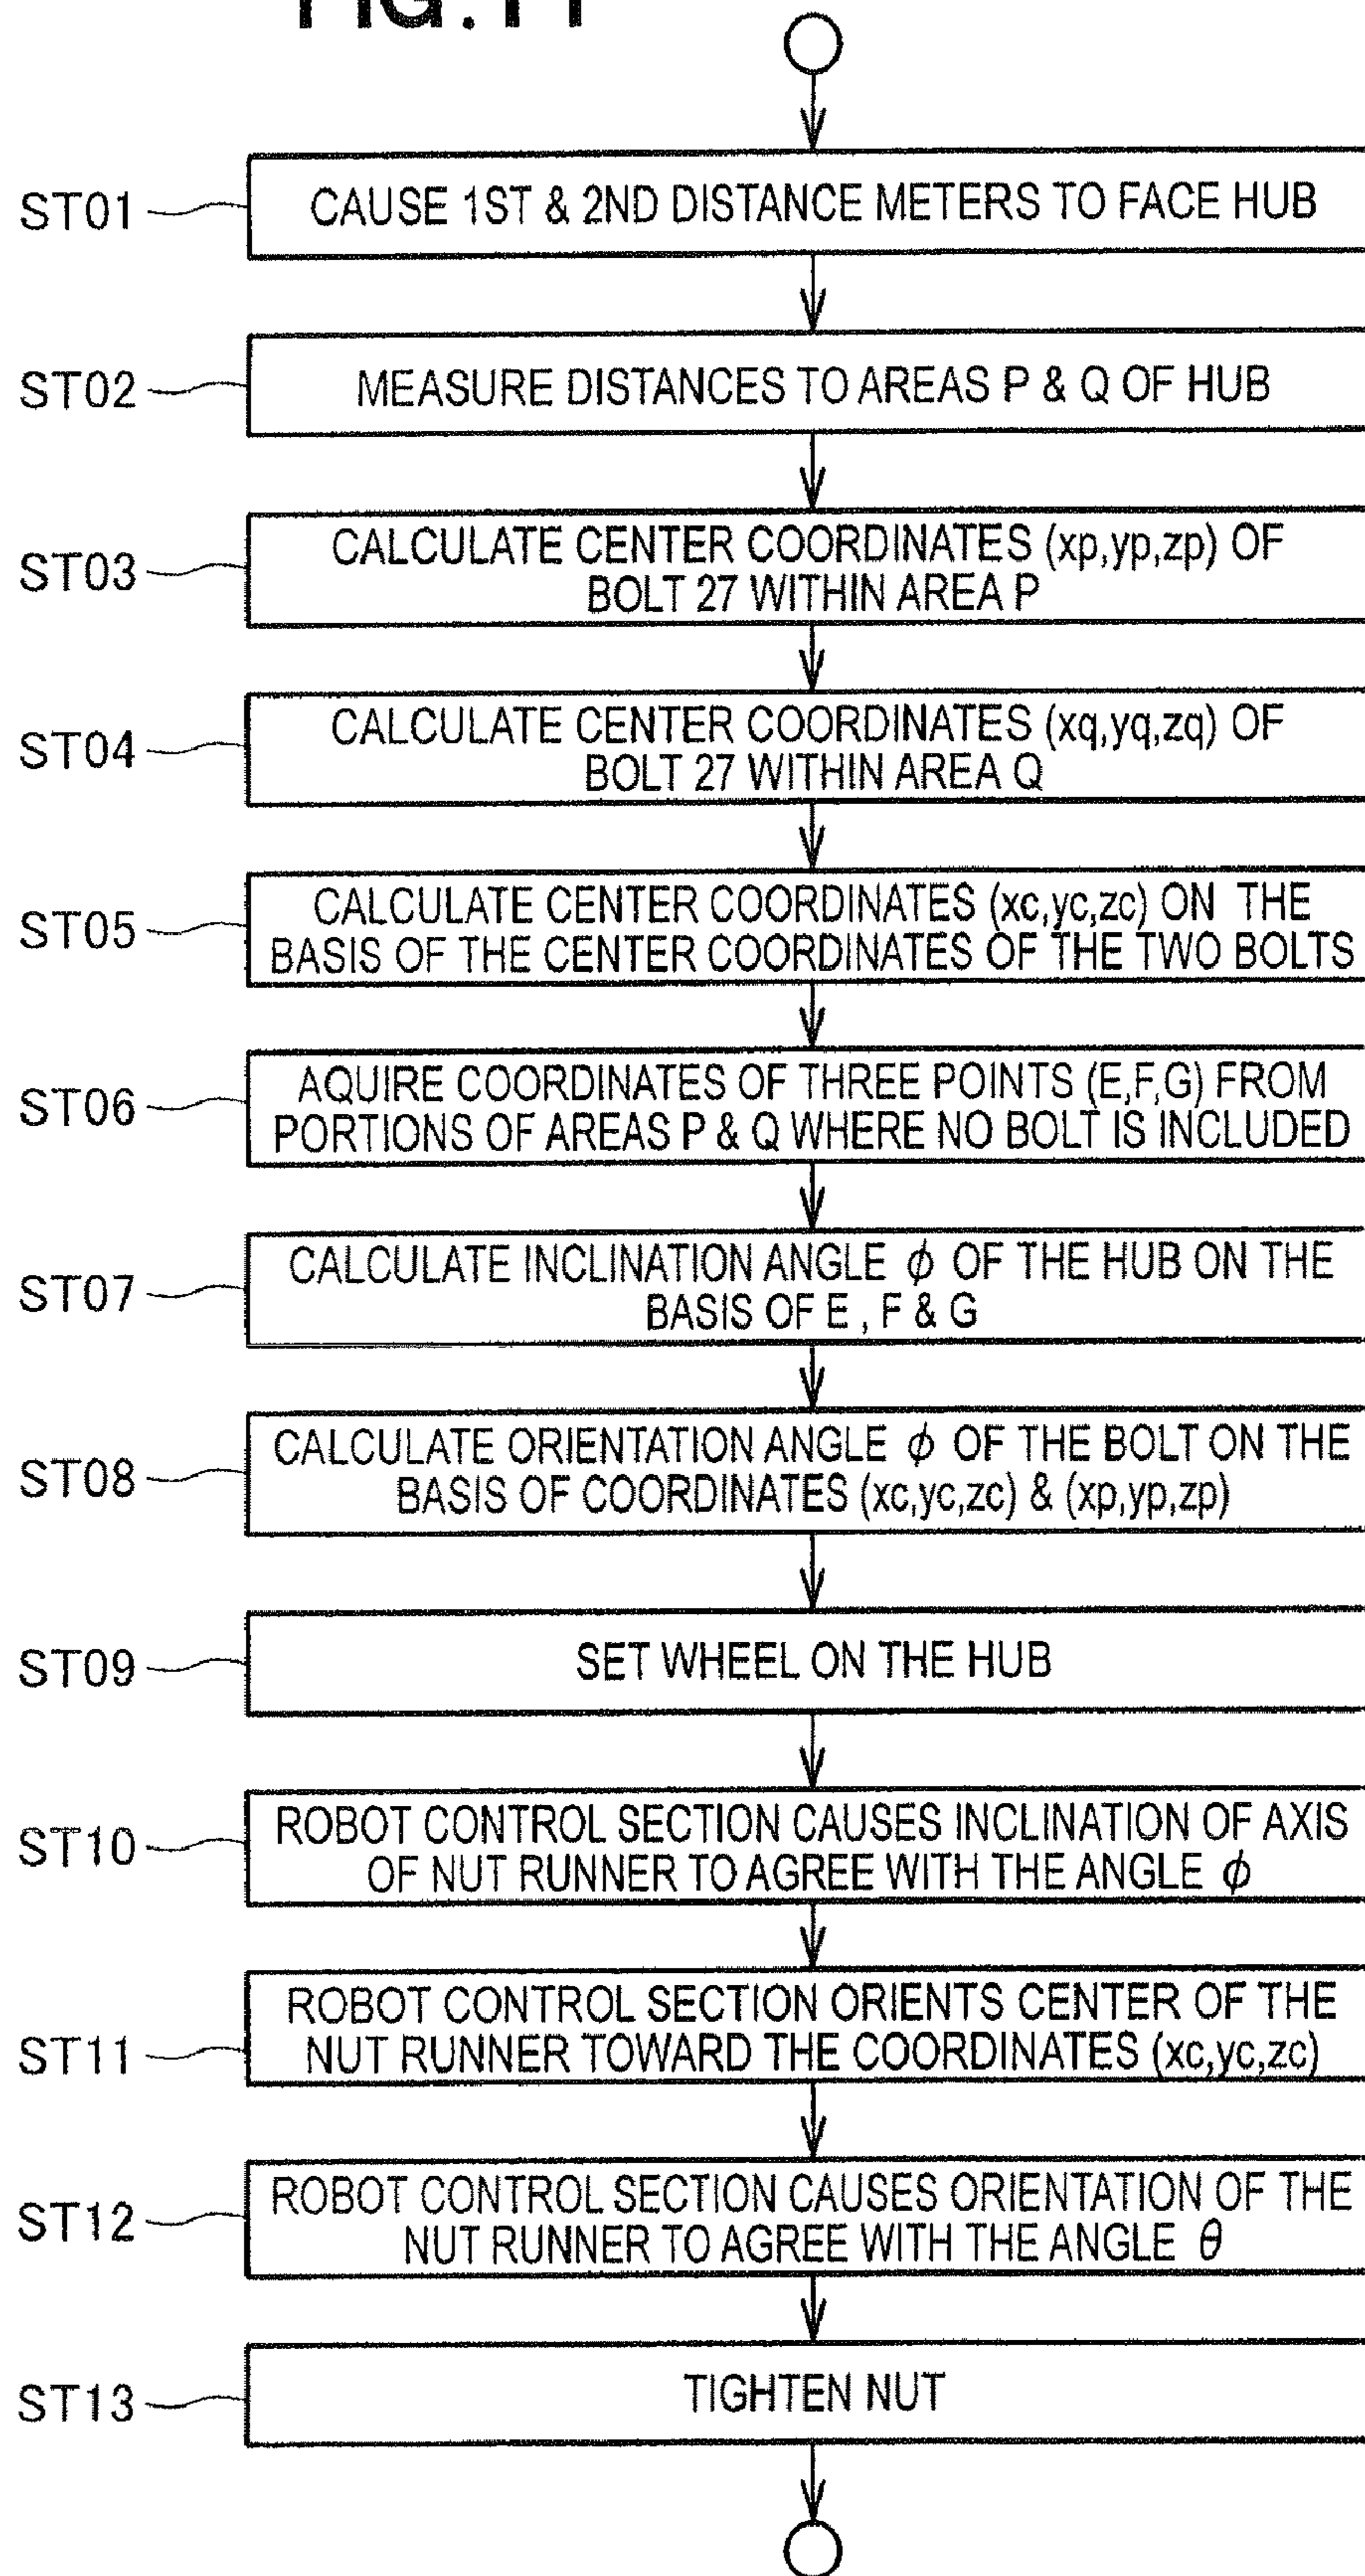 FIG.11
ST01
CAUSE 1ST & 2ND DISTANCE METERS TO FACE HUB
ST02
MEASURE DISTANCES TO AREAS P & Q OF HUB
ST03
CALCULATE CENTER COORDINATES (xp,yp,zp) OF
BOLT 27 WITHIN AREA P
ST04
CALCULATE CENTER COORDINATES (xq,yq,zq) OF
BOLT 27 WITHIN AREA Q
ST05
CALCULATE CENTER COORDINATES (xc,yc,zc) ON THE
BASIS OF THE CENTER COORDINATES OF THE TWO BOLTS
ST06
AQUIRE COORDINATES OF THREE POINTS (E,F,G) FROM
PORTIONS OF AREAS P & Q WHERE NO BOLT IS INCLUDED
ST07
CALCULATE INCLINATION ANGLE ϕ OF THE HUB ON THE
BASIS OF E , F & G
ST08
CALCULATE ORIENTATION ANGLE ϕ OF THE BOLT ON THE
BASIS OF COORDINATES (xc,yc,zc) & (xp,yp,zp)
ST09
SET WHEEL ON THE HUB
ST10
ROBOT CONTROL SECTION CAUSES INCLINATION OF AXIS
OF NUT RUNNER TO AGREE WITH THE ANGLE ϕ
ST11
ROBOT CONTROL SECTION ORIENTS CENTER OF THE
NUT RUNNER TOWARD THE COORDINATES (xc,yc,zc)
ST12
ROBOT CONTROL SECTION CAUSES ORIENTATION OF THE
NUT RUNNER TO AGREE WITH THE ANGLE θ
ST13
TIGHTEN NUT